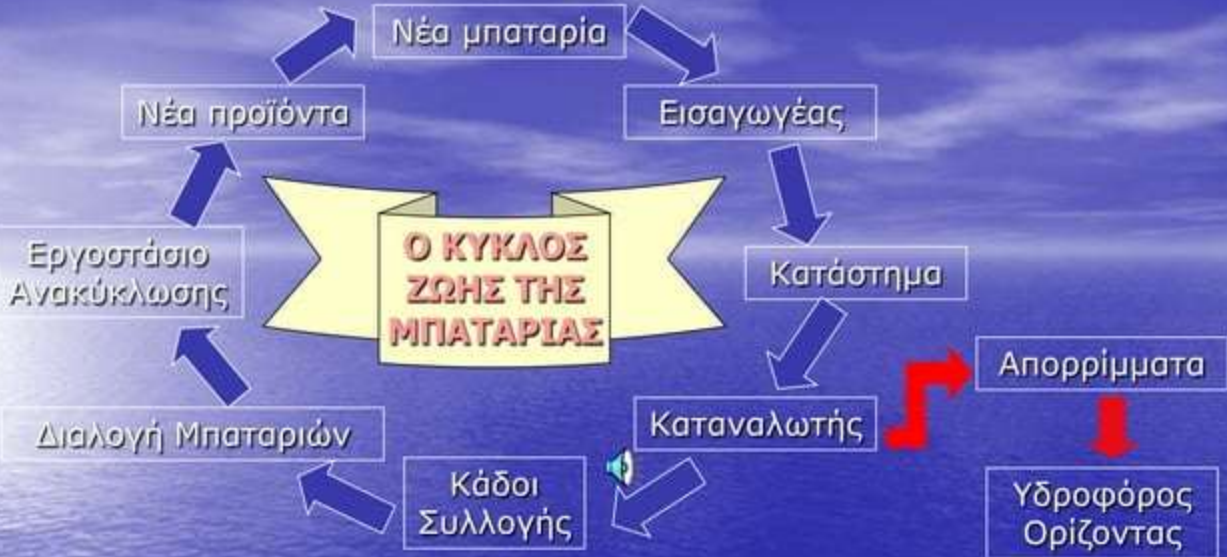 Νέα μπαταρία
Εισαγωγέας
Κατάστημα
Καταναλωτής
Απορρίμματα
Υδροφόρος
Ορίζοντας
Κάδοι
Συλλογής
Διαλογή Μπαταριών
Εργοστάσιο
Ανακύκλωσης
Νέα προϊόντα
Ο ΚΥΚΛΟΣ
ΖΩΗΣ ΤΗΣ
ΜΠΑΤΑΡΙΑΣ